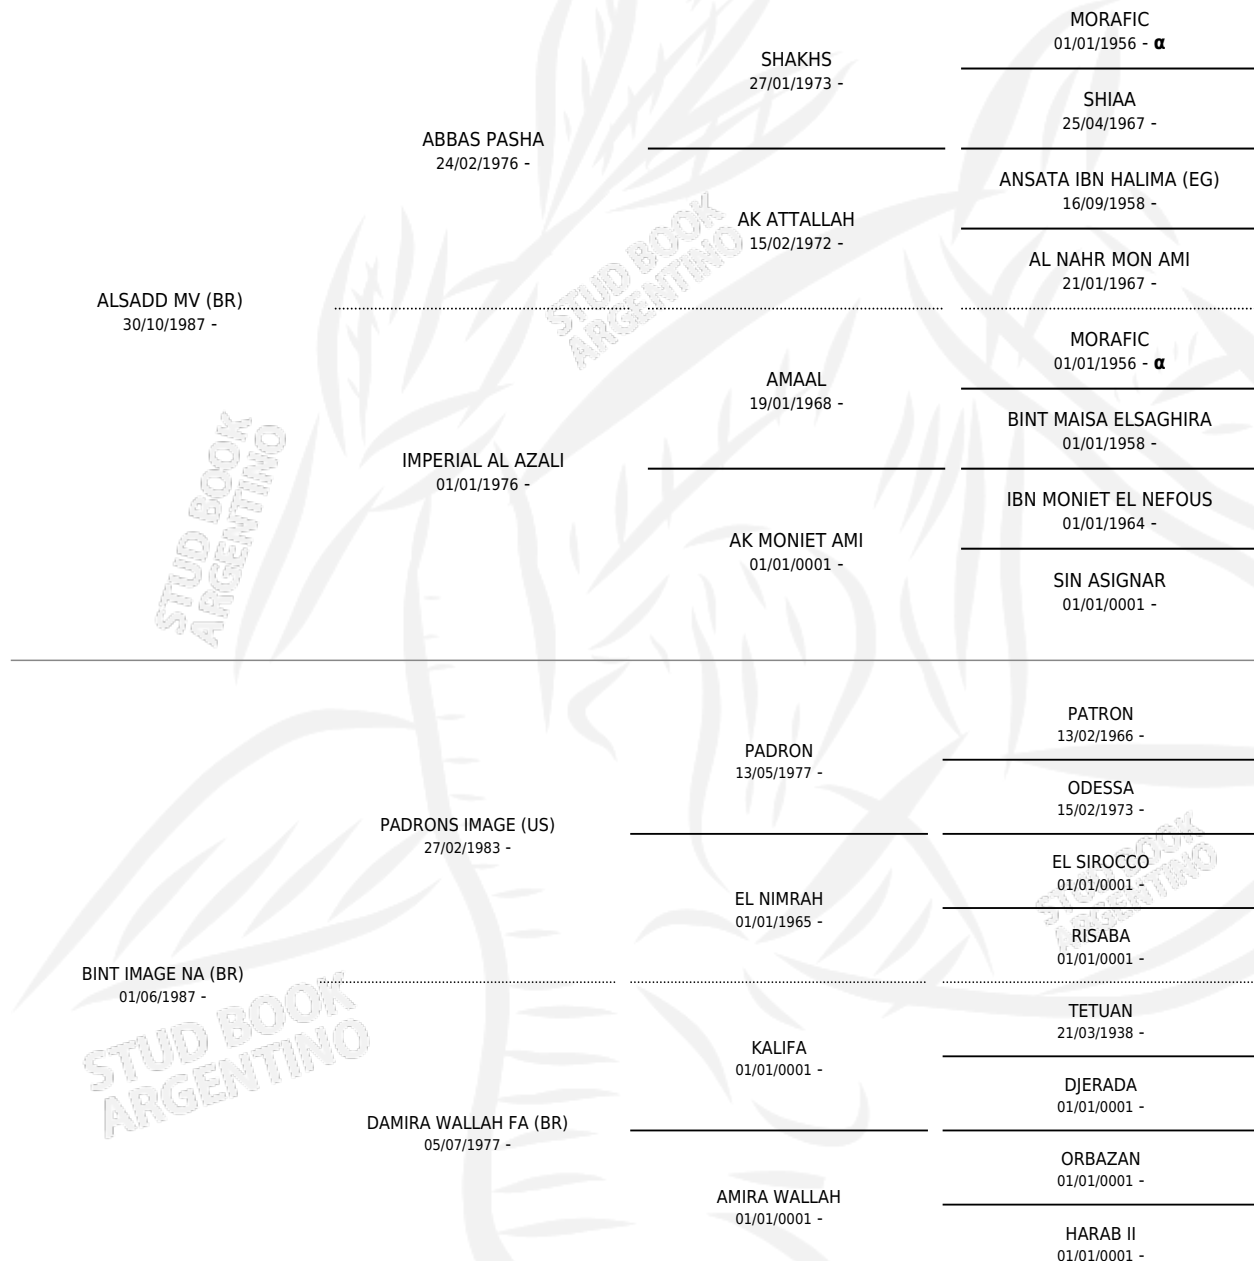 MORAFIC
01/01/1956 - α
SHAKHS
27/01/1973 -
SHIAA
25/04/1967 -
ABBAS PASHA
24/02/1976 -
ANSATA IBN HALIMA (EG)
16/09/1958 -
AK ATTALLAH
15/02/1972 -
AL NAHR MON AMI
21/01/1967 -
ALSADD MV (BR)
30/10/1987 -
MORAFIC
01/01/1956 - α
AMAAL
19/01/1968 -
BINT MAISA ELSAGHIRA
01/01/1958 -
IMPERIAL AL AZALI
01/01/1976 -
IBN MONIET EL NEFOUS
01/01/1964 -
AK MONIET AMI
01/01/0001 -
SIN ASIGNAR
01/01/0001 -
PATRON
13/02/1966 -
PADRON
13/05/1977 -
ODESSA
15/02/1973 -
PADRONS IMAGE (US)
27/02/1983 -
EL SIROCCO
01/01/0001 -
EL NIMRAH
01/01/1965 -
RISABA
01/01/0001 -
BINT IMAGE NA (BR)
01/06/1987 -
TETUAN
21/03/1938 -
KALIFA
01/01/0001 -
DJERADA
01/01/0001 -
DAMIRA WALLAH FA (BR)
05/07/1977 -
ORBAZAN
01/01/0001 -
AMIRA WALLAH
01/01/0001 -
HARAB II
01/01/0001 -
STUD BOOK
ARGENTINO
STUD BOOK
ARGENTINO
STUD BOOK
ARGENTINO
STUD BOOK
ARGENTINO